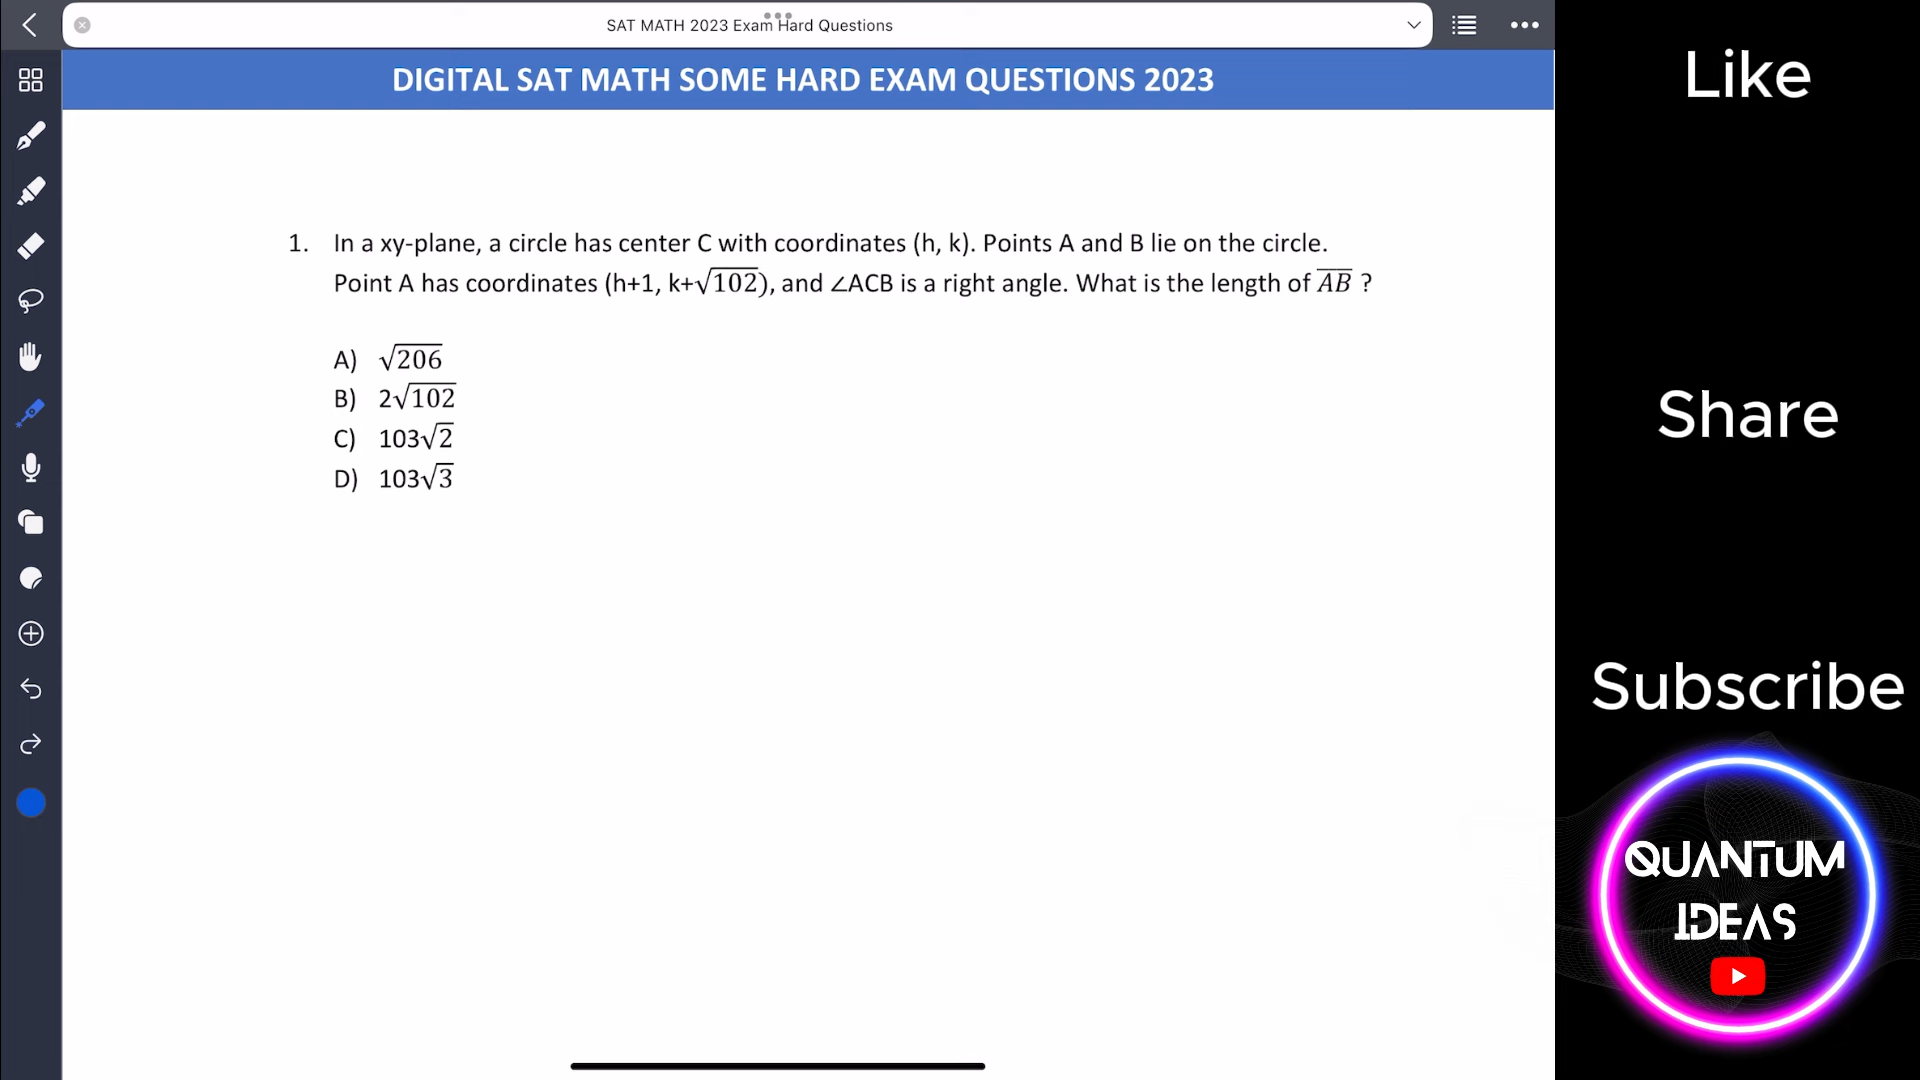 SAT MATH 2023 Exam Hard Questions
DIGITAL SAT MATH SOME HARD EXAM QUESTIONS 2023
1. In a xy-plane, a circle has center C with coordinates (h, k). Points A and B lie on the circle.
Point A has coordinates (h+1, k+√102), and ∠ACB is a right angle. What is the length of A̅B̅ ?
A) √206
B) 2√102
C) 103√2
D) 103√3
Like
Share
Subscribe
QUANTUM
IDEAS